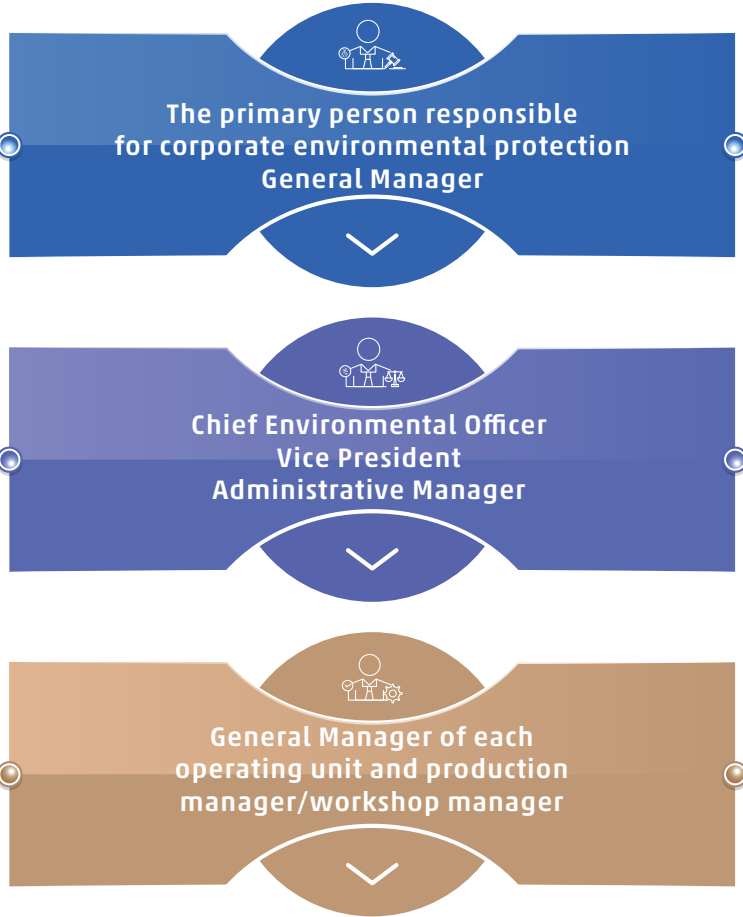 The primary person responsible
for corporate environmental protection
General Manager
Chief Environmental Officer
Vice President
Administrative Manager
General Manager of each
operating unit and production
manager/workshop manager